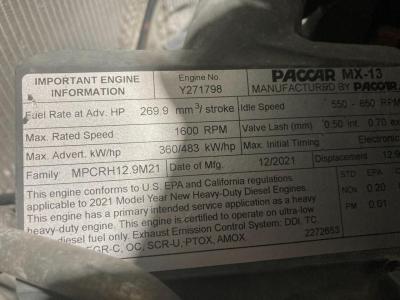 IMPORTANT ENGINE INFORMATION
Engine No. Y271798
PACCAR MX-13
MANUFACTURED BY PACCAR,
Fuel Rate at Adv. HP 269.9 mm³/stroke
Idle Speed 550 - 650 RPM
Max. Rated Speed 1600 RPM
Valve Lash (mm.) 0.50 int. 0.70 ex
Max. Advert. kW/hp 360/483 kW/hp
Max. Initial Timing Electronic
Family MPCRH12.9M21
Date of Mfg. 12/2021
Displacement 12.9
This engine conforms to U.S. EPA and California regulations
applicable to 2021 Model Year New Heavy-Duty Diesel Engines.
This engine has a primary intended service application as a heavy
heavy-duty engine. This engine is certified to operate on ultra-low
diesel fuel only. Exhaust Emission Control System: DDI, TC,
EGR-C, OC, SCR-U, PTOX, AMOX
2272653
STD EPA
NOx 0.20
PM 0.01